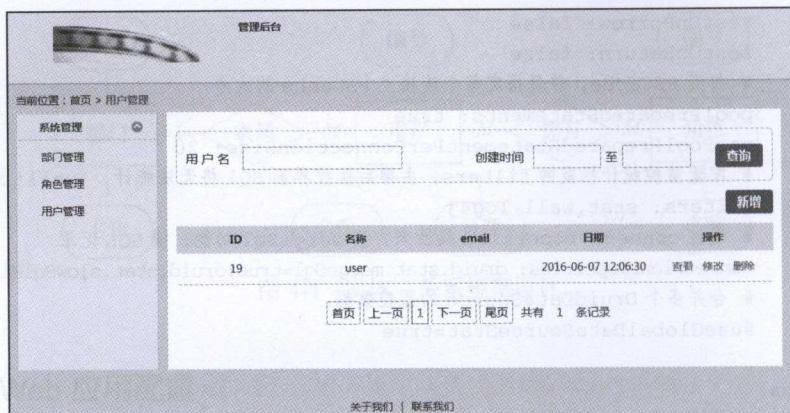 管理后台
当前位置：首页 > 用户管理
系统管理
部门管理
角色管理
用户管理
用 户 名 创建时间 至 查询
新增
ID 名称 email 日期 操作
19 user 2016-06-07 12:06:30 查看 修改 删除
首页 上一页 1 下一页 尾页 共有 1 条记录
关于我们 | 联系我们